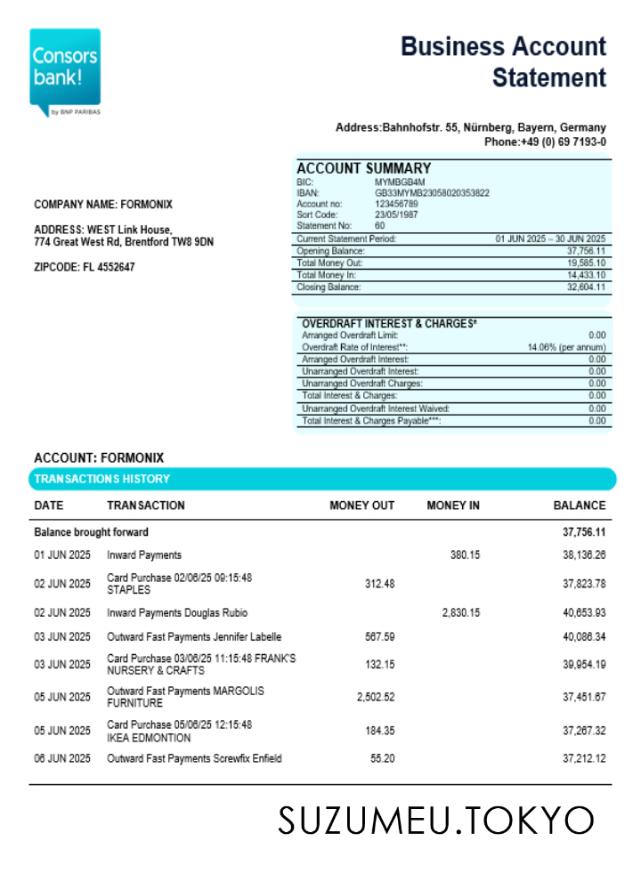 Consors
bank!
by BNP PARIBAS
Business Account
Statement
Address:Bahnhofstr. 55, Nürnberg, Bayern, Germany
Phone:+49 (0) 69 7193-0
COMPANY NAME: FORMONIX
ADDRESS: WEST Link House,
774 Great West Rd, Brentford TW8 9DN
ZIPCODE: FL 4552647
ACCOUNT SUMMARY
BIC: MYMBGB4M
IBAN: GB33MYMB23058020353822
Account no: 123456789
Sort Code: 23/05/1987
Statement No: 60
Current Statement Period: 01 JUN 2025 – 30 JUN 2025
Opening Balance: 37,756.11
Total Money Out: 19,585.10
Total Money In: 14,433.10
Closing Balance: 32,604.11
OVERDRAFT INTEREST & CHARGES*
Arranged Overdraft Limit: 0.00
Overdraft Rate of Interest**: 14.06% (per annum)
Arranged Overdraft Interest: 0.00
Unarranged Overdraft Interest: 0.00
Unarranged Overdraft Charges: 0.00
Total Interest & Charges: 0.00
Unarranged Overdraft Interest Waived: 0.00
Total Interest & Charges Payable***: 0.00
ACCOUNT: FORMONIX
TRANSACTIONS HISTORY
DATE TRANSACTION MONEY OUT MONEY IN BALANCE
Balance brought forward 37,756.11
01 JUN 2025 Inward Payments 380.15 38,136.26
02 JUN 2025 Card Purchase 02/06/25 09:15:48 312.48 37,823.78
STAPLES
02 JUN 2025 Inward Payments Douglas Rubio 2,830.15 40,653.93
03 JUN 2025 Outward Fast Payments Jennifer Labelle 567.59 40,086.34
03 JUN 2025 Card Purchase 03/06/25 11:15:48 FRANK'S 132.15 39,954.19
NURSERY & CRAFTS
05 JUN 2025 Outward Fast Payments MARGOLIS 2,502.52 37,451.67
FURNITURE
05 JUN 2025 Card Purchase 05/06/25 12:15:48 184.35 37,267.32
IKEA EDMONTION
06 JUN 2025 Outward Fast Payments Screwfix Enfield 55.20 37,212.12
SUZUMEU.TOKYO